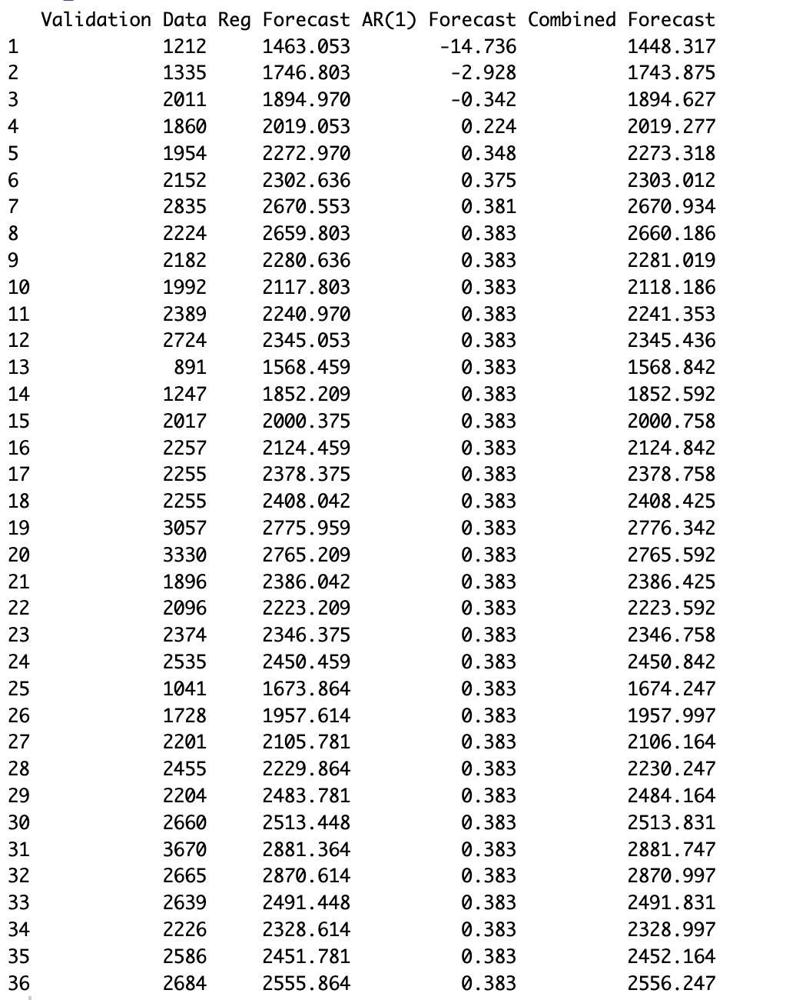 Validation Data Reg Forecast AR(1) Forecast Combined Forecast
1 1212 1463.053 -14.736 1448.317
2 1335 1746.803 -2.928 1743.875
3 2011 1894.970 -0.342 1894.627
4 1860 2019.053 0.224 2019.277
5 1954 2272.970 0.348 2273.318
6 2152 2302.636 0.375 2303.012
7 2835 2670.553 0.381 2670.934
8 2224 2659.803 0.383 2660.186
9 2182 2280.636 0.383 2281.019
10 1992 2117.803 0.383 2118.186
11 2389 2240.970 0.383 2241.353
12 2724 2345.053 0.383 2345.436
13 891 1568.459 0.383 1568.842
14 1247 1852.209 0.383 1852.592
15 2017 2000.375 0.383 2000.758
16 2257 2124.459 0.383 2124.842
17 2255 2378.375 0.383 2378.758
18 2255 2408.042 0.383 2408.425
19 3057 2775.959 0.383 2776.342
20 3330 2765.209 0.383 2765.592
21 1896 2386.042 0.383 2386.425
22 2096 2223.209 0.383 2223.592
23 2374 2346.375 0.383 2346.758
24 2535 2450.459 0.383 2450.842
25 1041 1673.864 0.383 1674.247
26 1728 1957.614 0.383 1957.997
27 2201 2105.781 0.383 2106.164
28 2455 2229.864 0.383 2230.247
29 2204 2483.781 0.383 2484.164
30 2660 2513.448 0.383 2513.831
31 3670 2881.364 0.383 2881.747
32 2665 2870.614 0.383 2870.997
33 2639 2491.448 0.383 2491.831
34 2226 2328.614 0.383 2328.997
35 2586 2451.781 0.383 2452.164
36 2684 2555.864 0.383 2556.247